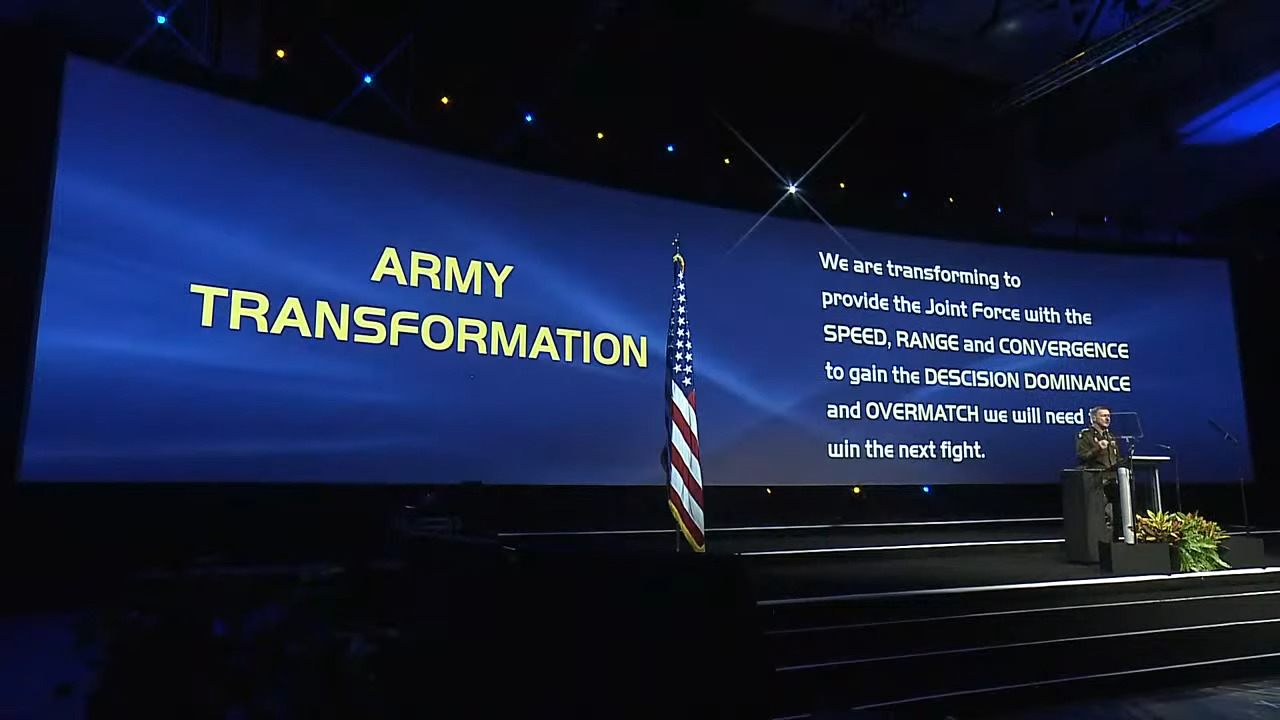 ARMY
TRANSFORMATION
We are transforming to
provide the Joint Force with the
SPEED, RANGE and CONVERGENCE
to gain the DESCISION DOMINANCE
and OVERMATCH we will need
win the next fight.